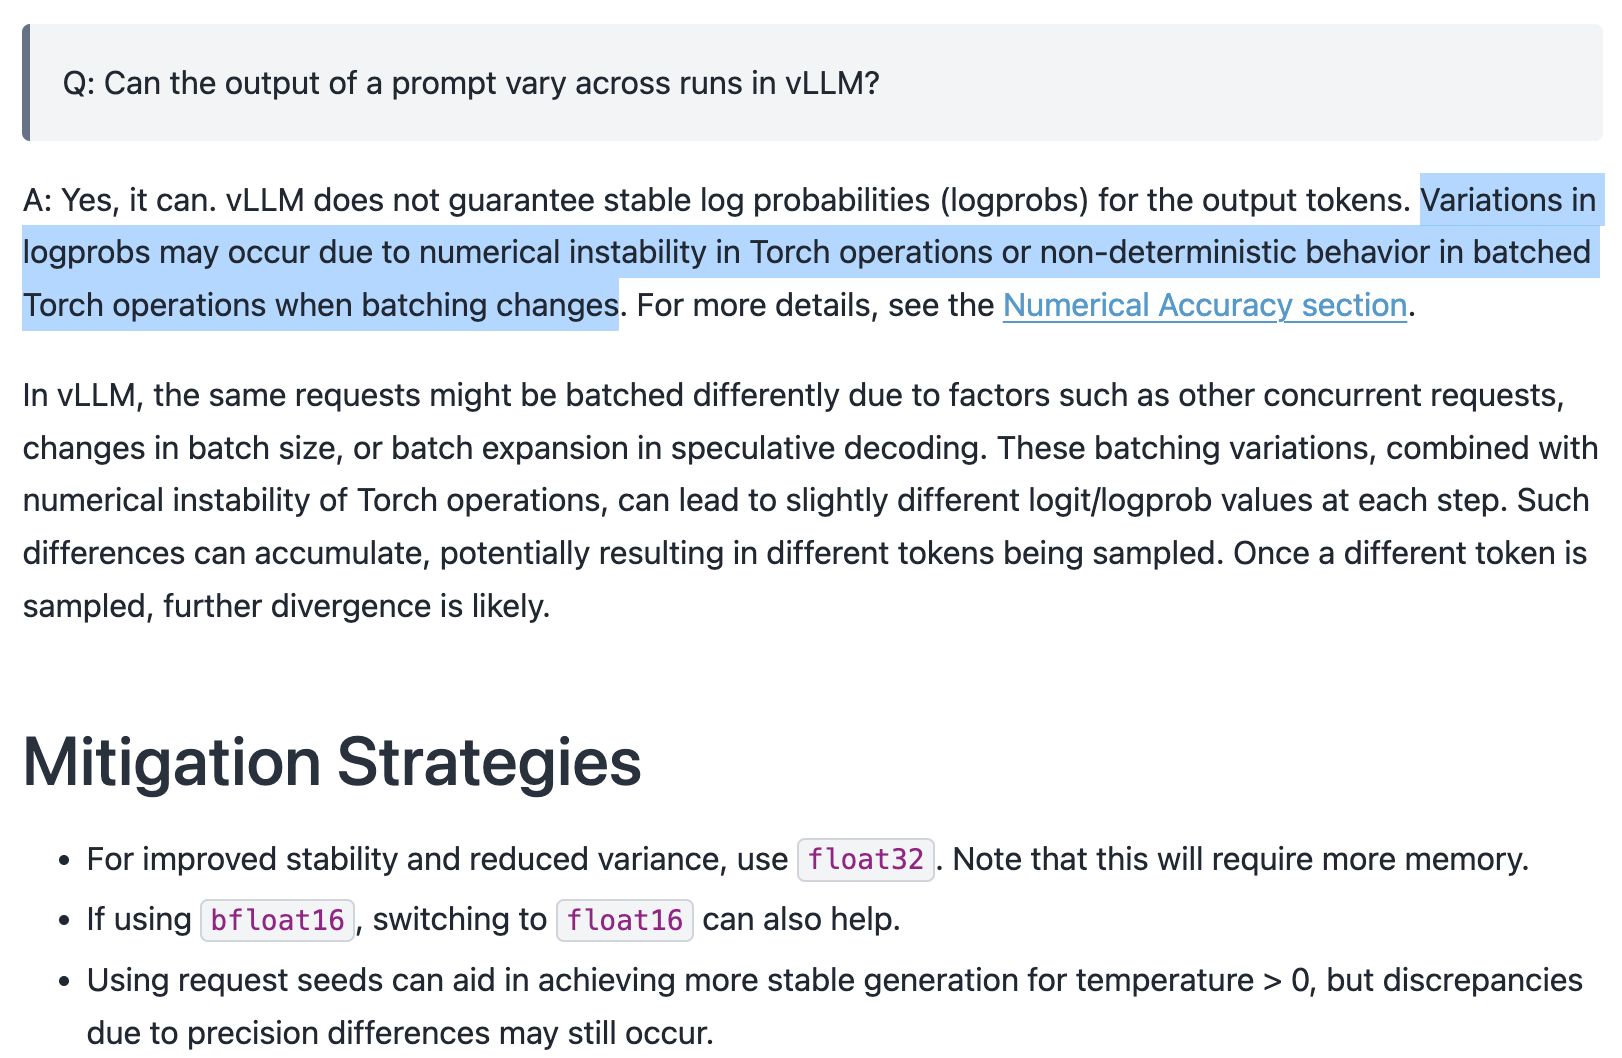 Q: Can the output of a prompt vary across runs in vLLM?
A: Yes, it can. vLLM does not guarantee stable log probabilities (logprobs) for the output tokens. Variations in
logprobs may occur due to numerical instability in Torch operations or non-deterministic behavior in batched
Torch operations when batching changes. For more details, see the Numerical Accuracy section.
In vLLM, the same requests might be batched differently due to factors such as other concurrent requests,
changes in batch size, or batch expansion in speculative decoding. These batching variations, combined with
numerical instability of Torch operations, can lead to slightly different logit/logprob values at each step. Such
differences can accumulate, potentially resulting in different tokens being sampled. Once a different token is
sampled, further divergence is likely.
Mitigation Strategies
• For improved stability and reduced variance, use float32. Note that this will require more memory.
• If using bfloat16, switching to float16 can also help.
• Using request seeds can aid in achieving more stable generation for temperature > 0, but discrepancies
due to precision differences may still occur.